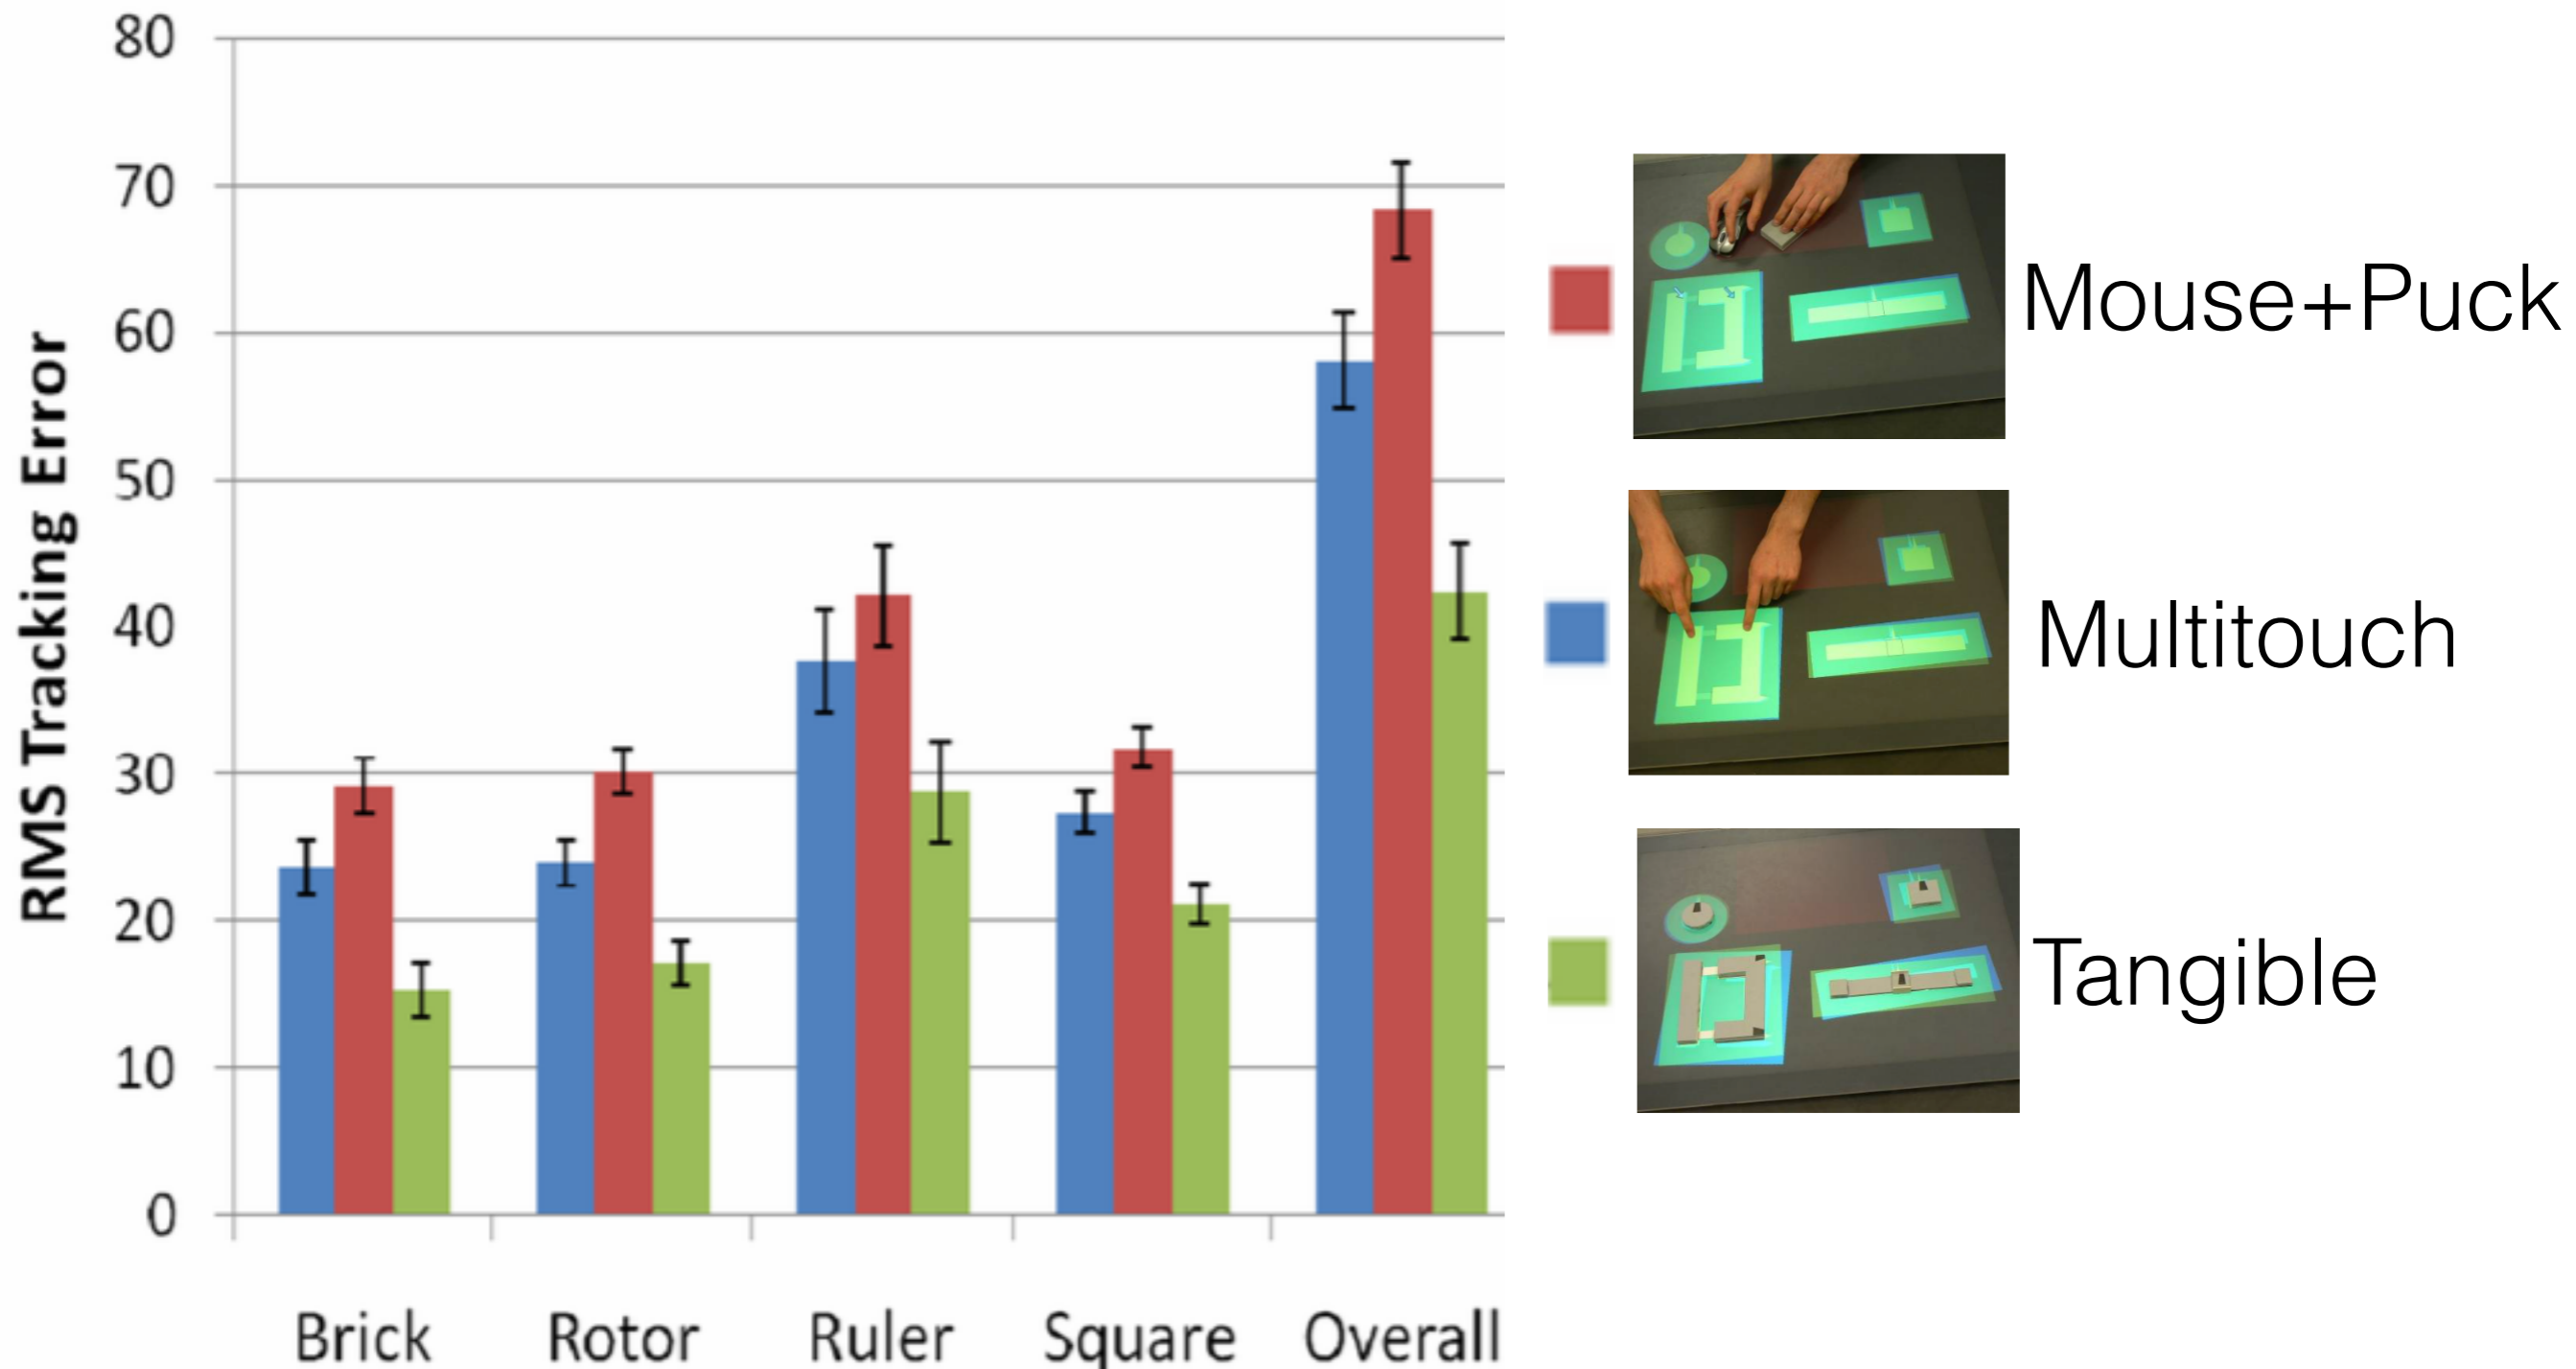 80
70
60
50
40
30
20
10
0
RMS Tracking Error
Brick Rotor Ruler Square Overall
Mouse+Puck
Multitouch
Tangible